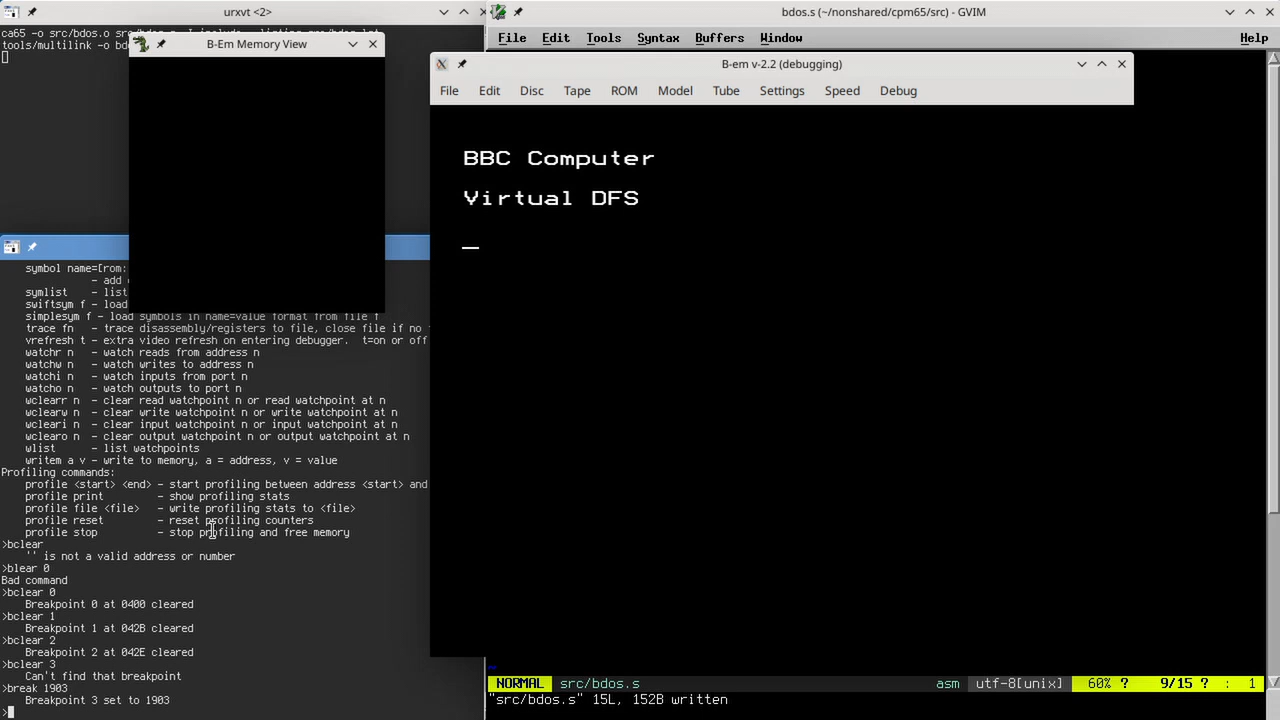 urxvt <2>
ca65 -o src/bdos.o src/bdos.s -I include --listing src/bdos.lst
tools/multilink -o bdo
B-Em Memory View
bdos.s (~/nonshared/cpm65/src) - GVIM
File Edit Tools Syntax Buffers Window Help
B-em v-2.2 (debugging)
File Edit Disc Tape ROM Model Tube Settings Speed Debug
BBC Computer
Virtual DFS
symbol name=[rom:
- add
symlist - list
swiftsym f - load
simplesym f - load symbols in name=value format from file f
trace fn - trace disassembly/registers to file, close file if no
vrefresh t - extra video refresh on entering debugger. t=on or off
watchr n - watch reads from address n
watchw n - watch writes to address n
watchi n - watch inputs from port n
watcho n - watch outputs to port n
wclearr n - clear read watchpoint n or read watchpoint at n
wclearw n - clear write watchpoint n or write watchpoint at n
wcleari n - clear input watchpoint n or input watchpoint at n
wclearo n - clear output watchpoint n or output watchpoint at n
wlist - list watchpoints
writem a v - write to memory, a = address, v = value
Profiling commands:
profile <start> <end> - start profiling between address <start> and
profile print - show profiling stats
profile file <file> - write profiling stats to <file>
profile reset - reset profiling counters
profile stop - stop profiling and free memory
>bclear
'' is not a valid address or number
>blear 0
Bad command
>bclear 0
Breakpoint 0 at 0400 cleared
>bclear 1
Breakpoint 1 at 042B cleared
>bclear 2
Breakpoint 2 at 042E cleared
>bclear 3
Can't find that breakpoint
>break 1903
Breakpoint 3 set to 1903
>
~
NORMAL src/bdos.s asm utf-8[unix] 60% ? 9/15 ? : 1
"src/bdos.s" 15L, 152B written